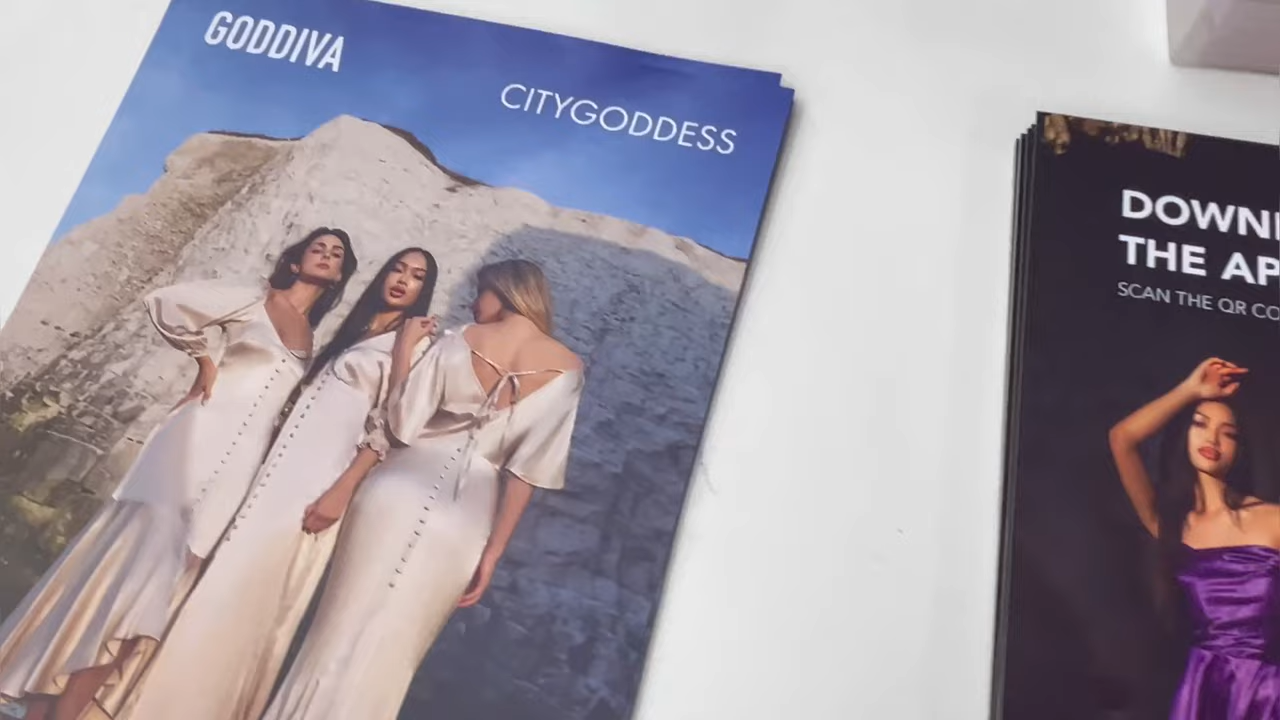 GODDIVA
CITYGODDESS
DOWN
THE AP
SCAN THE QR CO